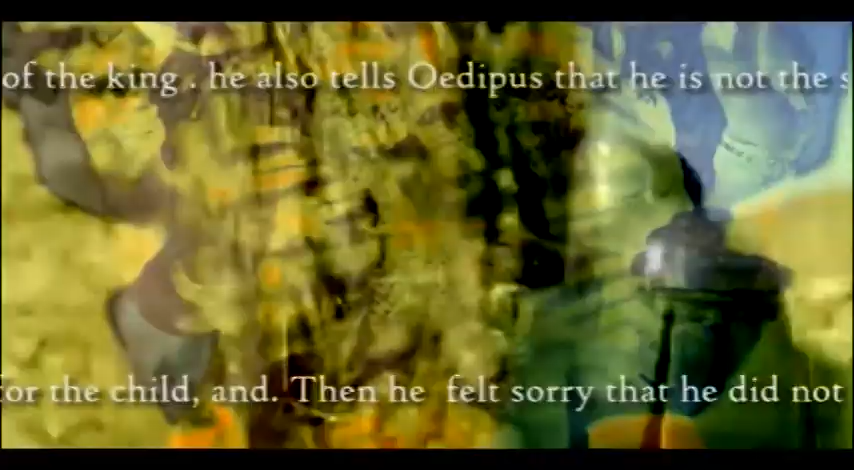 of the king . he also tells Oedipus that he is not the
for the child, and. Then he felt sorry that he did not